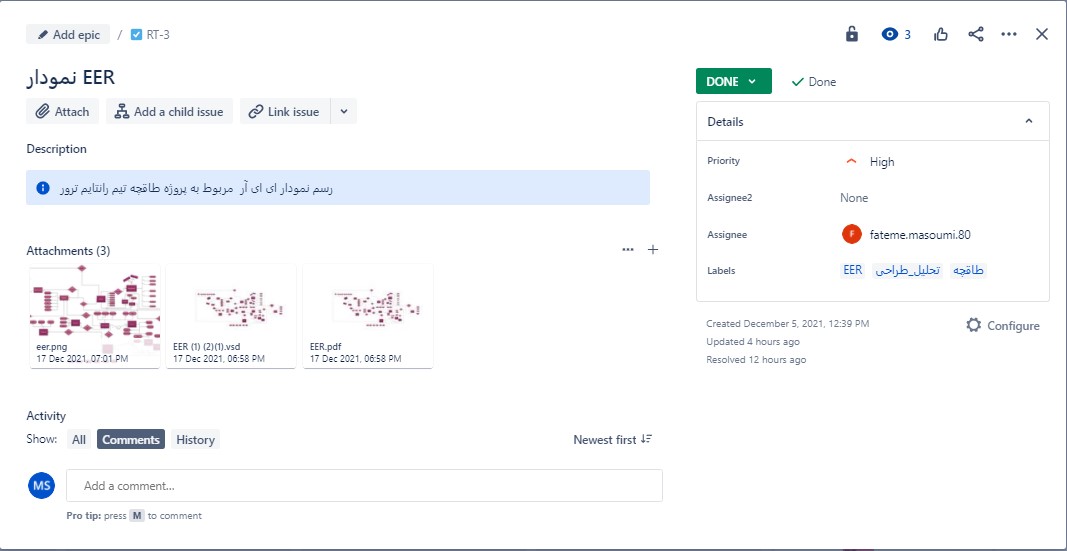 Add epic / RT-3
3
نمودار EER
Attach
Add a child issue
Link issue
Description
رسم نمودار ای ای آر مربوط به پروژه طاقچه تیم رانتایم ترور
Attachments (3)
eer.png
17 Dec 2021, 07:01 PM
EER (1) (2)(1).vsd
17 Dec 2021, 06:58 PM
EER.pdf
17 Dec 2021, 06:58 PM
Activity
Show: All Comments History
Newest first
MS
Add a comment...
Pro tip: press M to comment
DONE
Done
Details
Priority
High
Assignee2
None
Assignee
F fateme.masoumi.80
Labels
EER تحلیل_طراحی طاقچه
Created December 5, 2021, 12:39 PM
Updated 4 hours ago
Resolved 12 hours ago
Configure